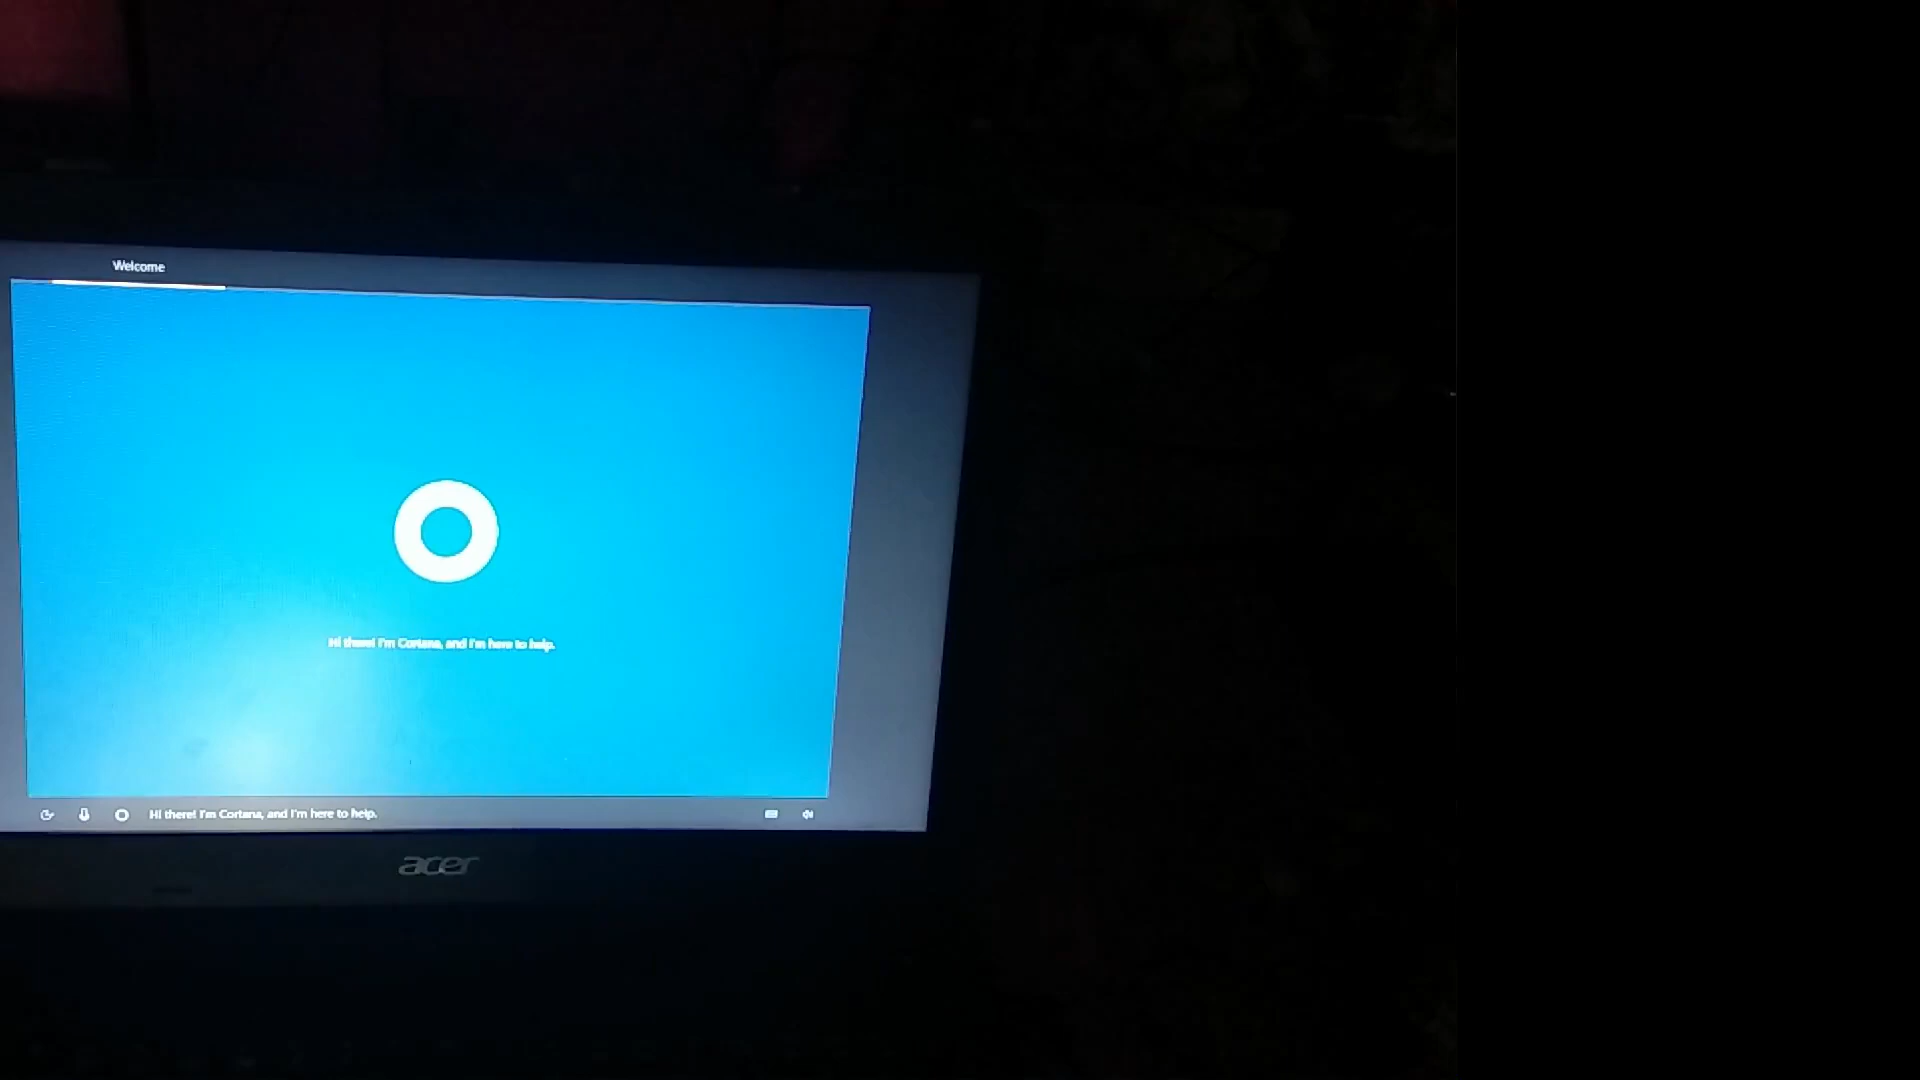 Welcome
Hi there! I'm Cortana, and I'm here to help.
Hi there! I'm Cortana, and I'm here to help.
acer